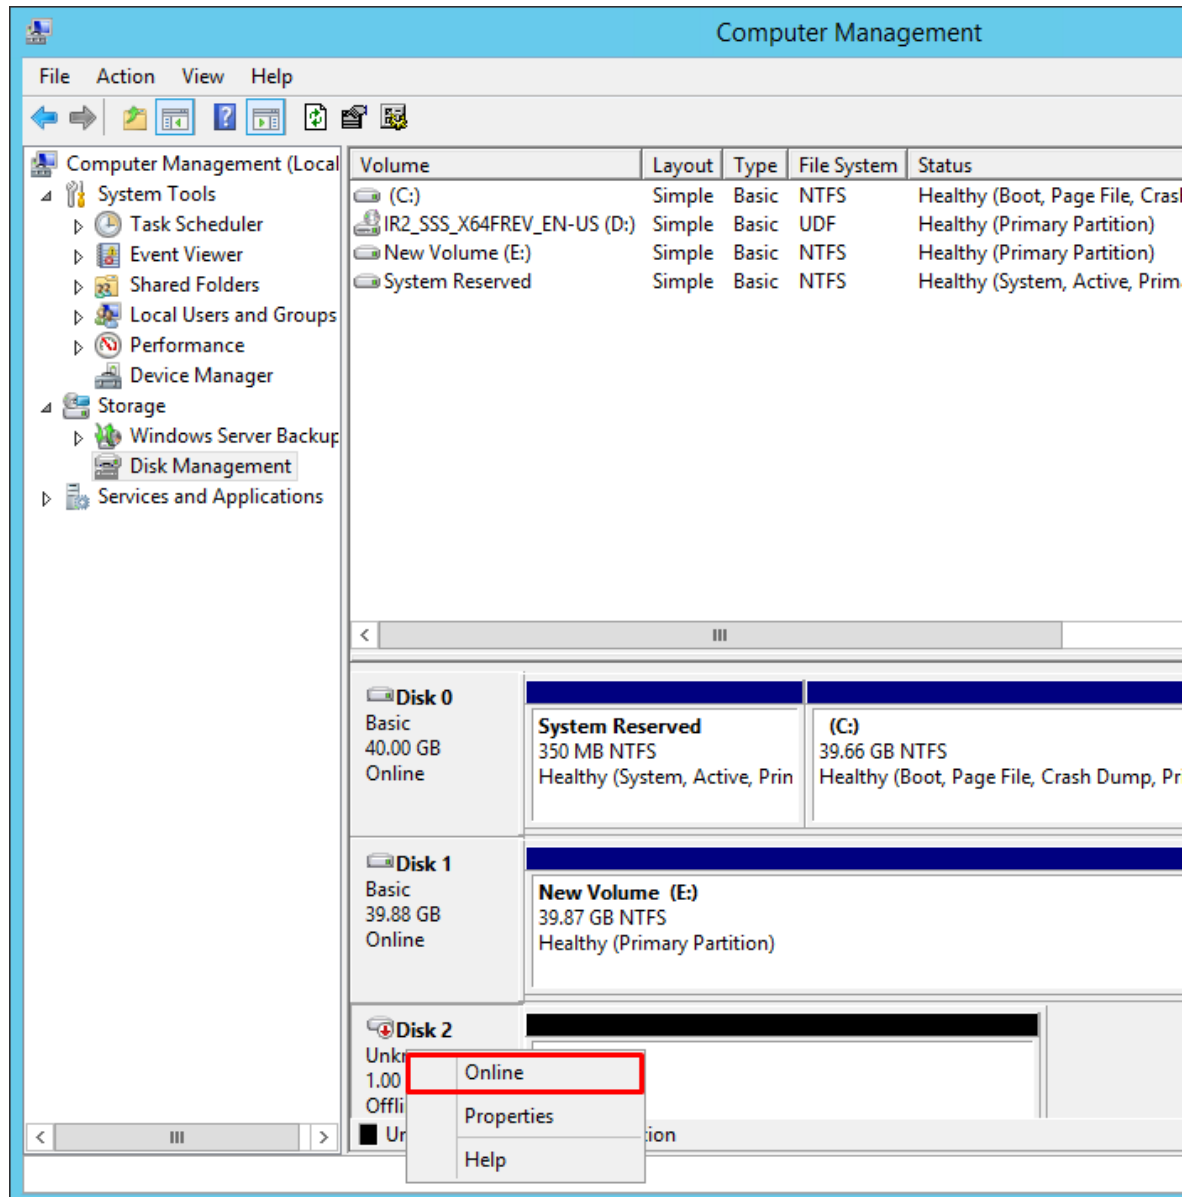 Computer Management
File Action View Help
Computer Management (Local
System Tools
Task Scheduler
Event Viewer
Shared Folders
Local Users and Groups
Performance
Device Manager
Storage
Windows Server Backup
Disk Management
Services and Applications
Volume Layout Type File System Status
(C:) Simple Basic NTFS Healthy (Boot, Page File, Crash
IR2_SSS_X64FREV_EN-US (D:) Simple Basic UDF Healthy (Primary Partition)
New Volume (E:) Simple Basic NTFS Healthy (Primary Partition)
System Reserved Simple Basic NTFS Healthy (System, Active, Prim
Disk 0
Basic
40.00 GB
Online
System Reserved
350 MB NTFS
Healthy (System, Active, Prin
(C:)
39.66 GB NTFS
Healthy (Boot, Page File, Crash Dump, Pr
Disk 1
Basic
39.88 GB
Online
New Volume (E:)
39.87 GB NTFS
Healthy (Primary Partition)
Disk 2
Unkn
1.00
Offli
Online
Properties
Help
Un
tion